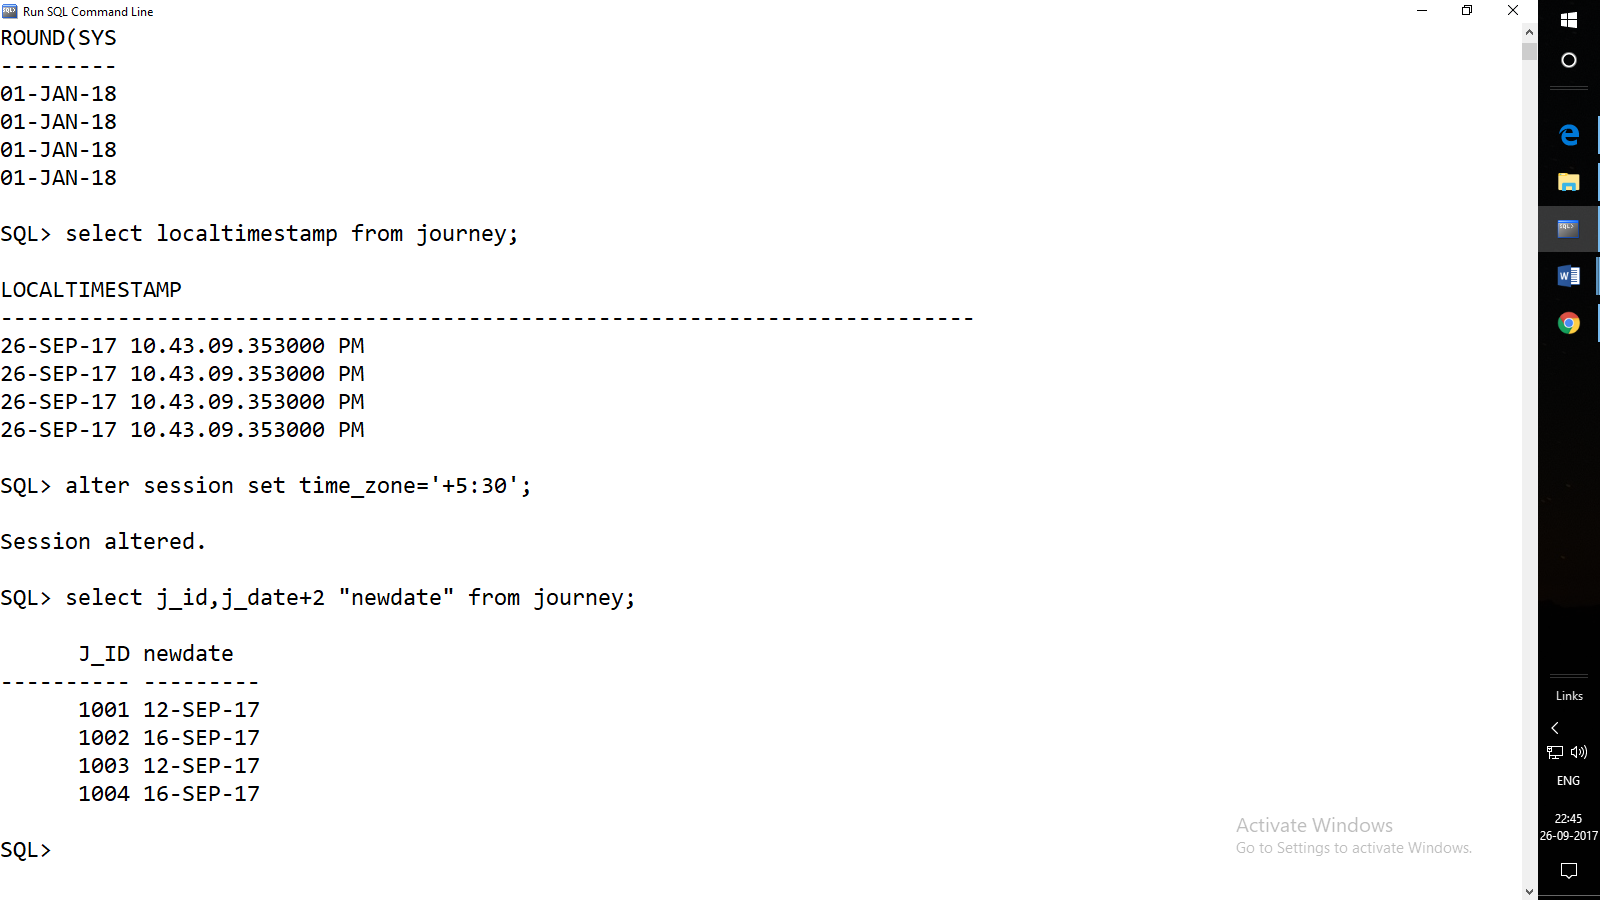 Run SQL Command Line
ROUND(SYS
---------
01-JAN-18
01-JAN-18
01-JAN-18
01-JAN-18
SQL> select localtimestamp from journey;
LOCALTIMESTAMP
---------------------------------------------------------------------------
26-SEP-17 10.43.09.353000 PM
26-SEP-17 10.43.09.353000 PM
26-SEP-17 10.43.09.353000 PM
26-SEP-17 10.43.09.353000 PM
SQL> alter session set time_zone='+5:30';
Session altered.
SQL> select j_id,j_date+2 "newdate" from journey;
      J_ID newdate
---------- ---------
      1001 12-SEP-17
      1002 16-SEP-17
      1003 12-SEP-17
      1004 16-SEP-17
SQL>
Activate Windows
Go to Settings to activate Windows.
Links
ENG
22:45
26-09-2017